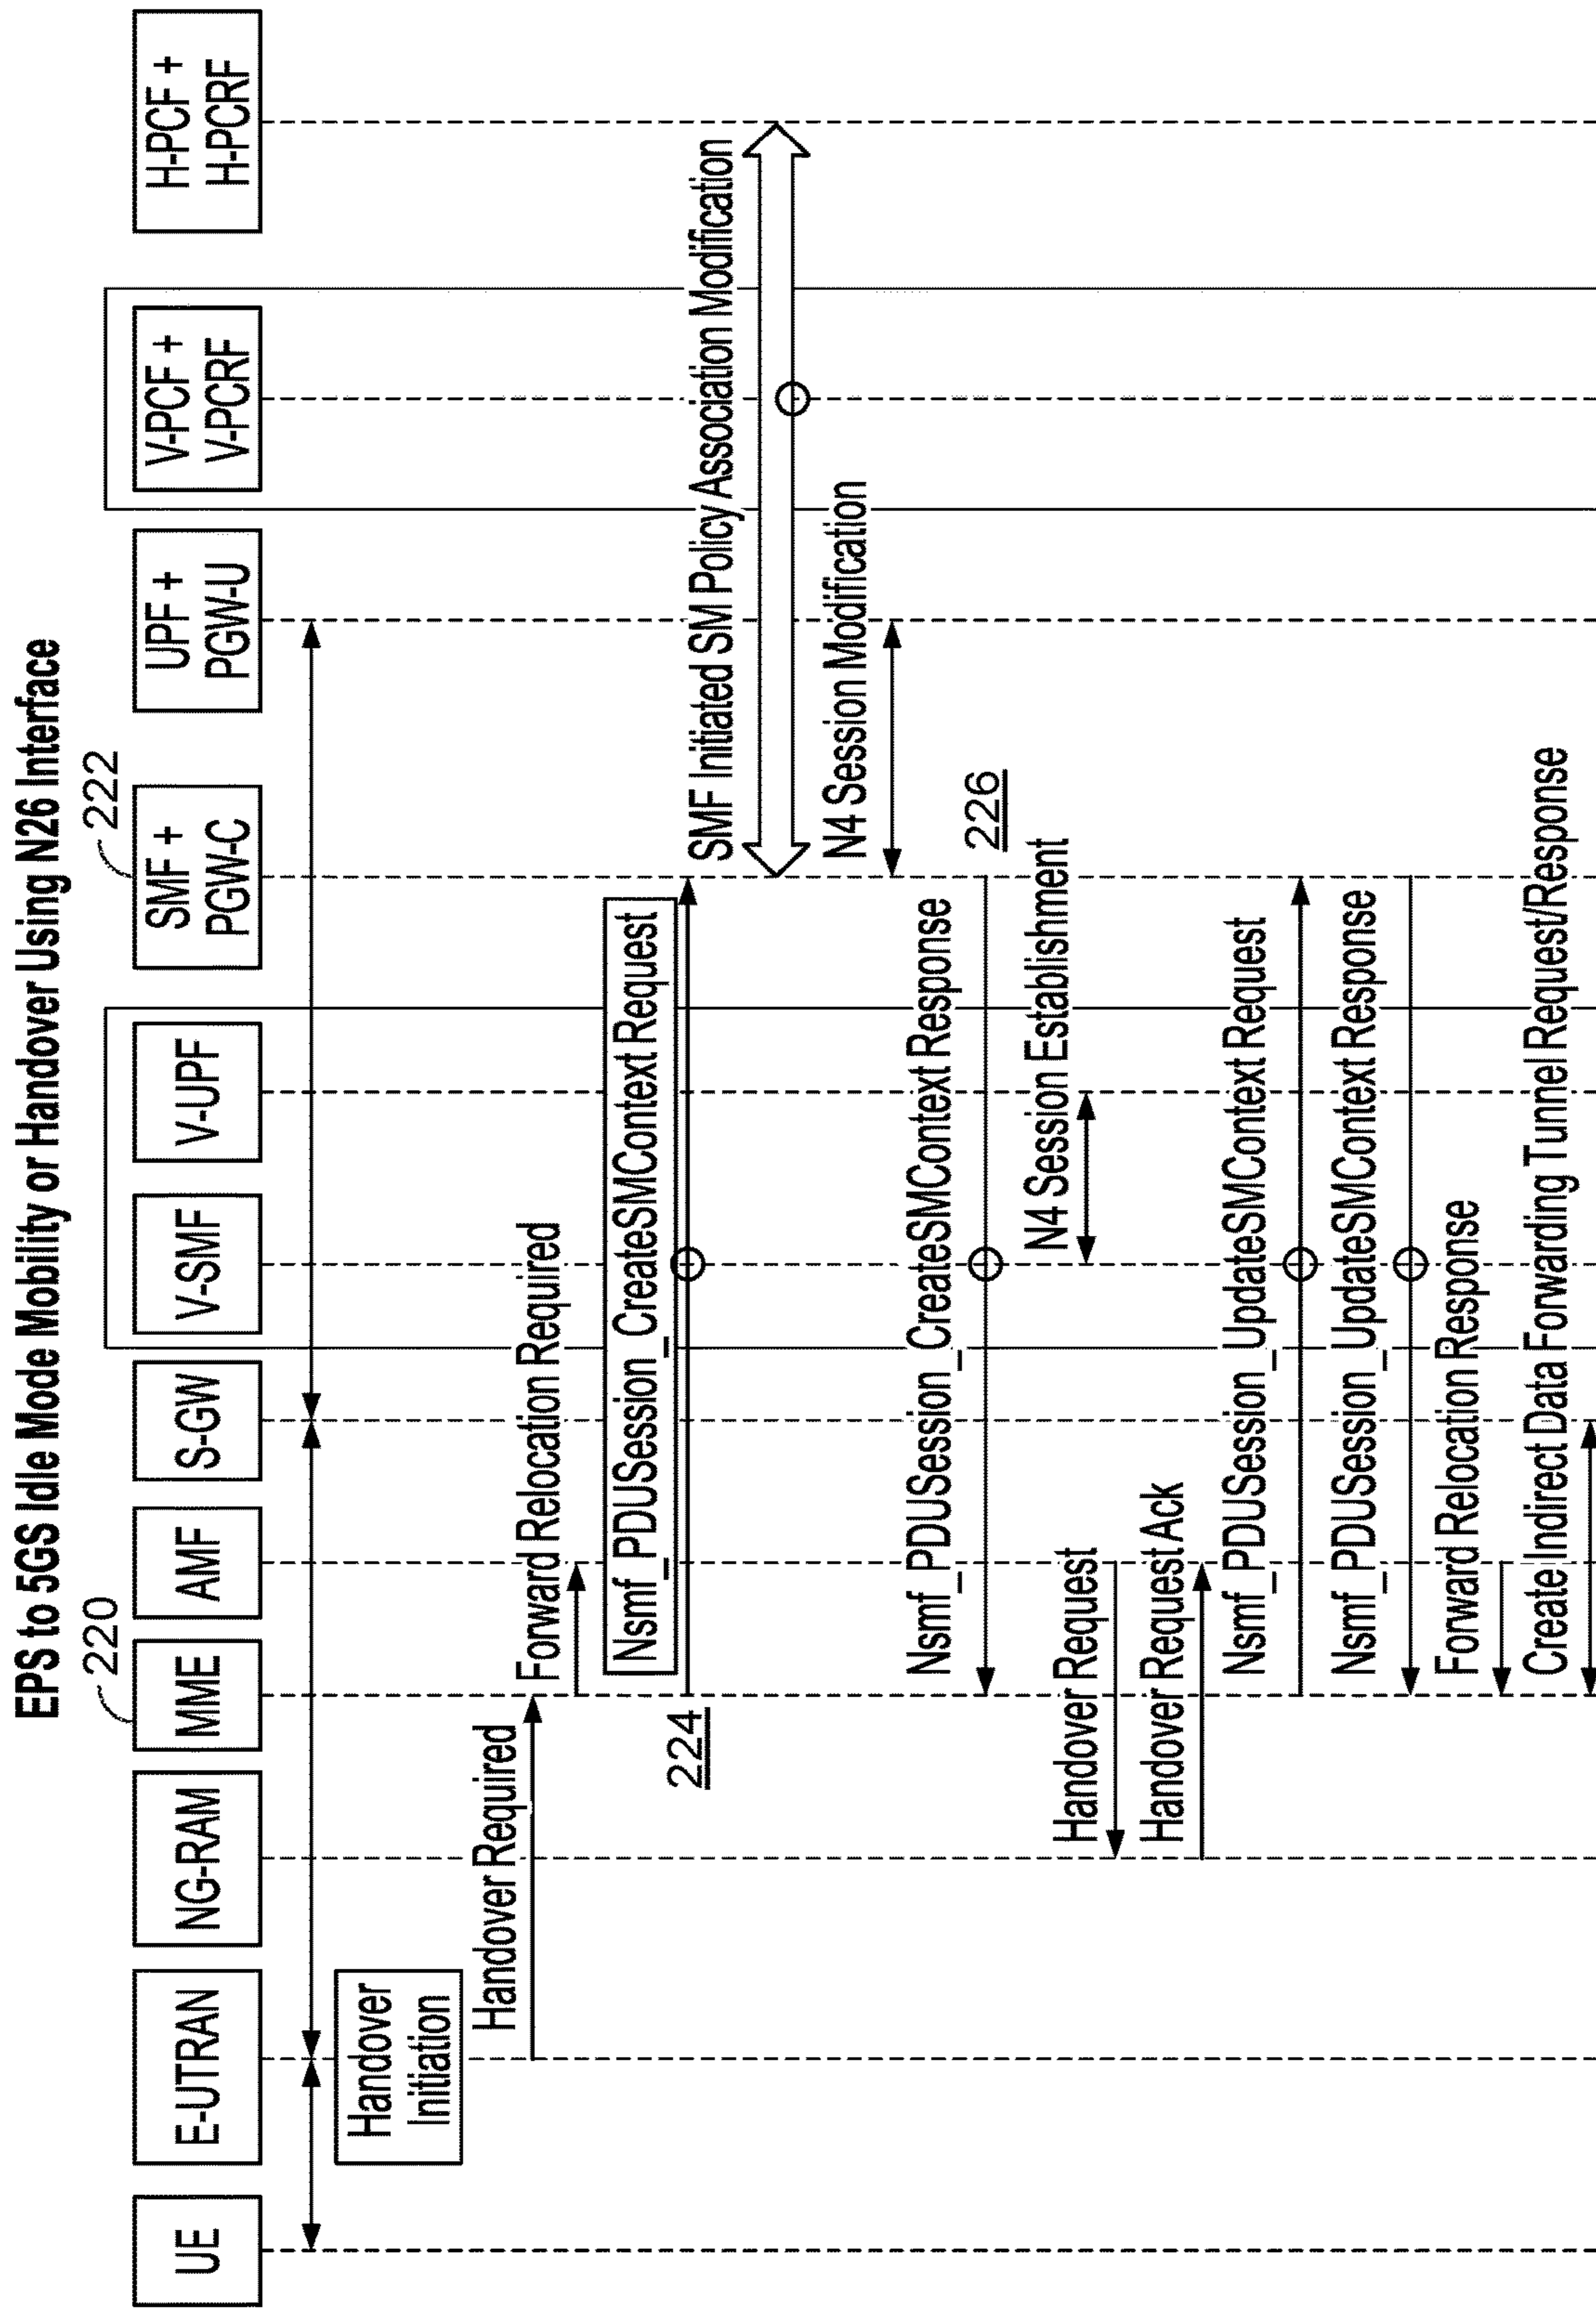 EPS to 5GS Idle Mode Mobility or Handover Using N26 Interface
220
222
UE
E-UTRAN
NG-RAM
MME
AMF
S-GW
V-SMF
V-UPF
SMF +
PGW-C
UPF +
PGW-U
V-PCF +
V-PCRF
H-PCF +
H-PCRF
Handover
Initiation
Handover Required
Forward Relocation Required
Nsmf_PDUSession_CreateSMContext Request
224
SMF Initiated SM Policy Association Modification
N4 Session Modification
Nsmf_PDUSession_CreateSMContext Response
226
N4 Session Establishment
Handover Request
Handover Request Ack
Nsmf_PDUSession_UpdateSMContext Request
Nsmf_PDUSession_UpdateSMContext Response
Forward Relocation Response
Create Indirect Data Forwarding Tunnel Request/Response